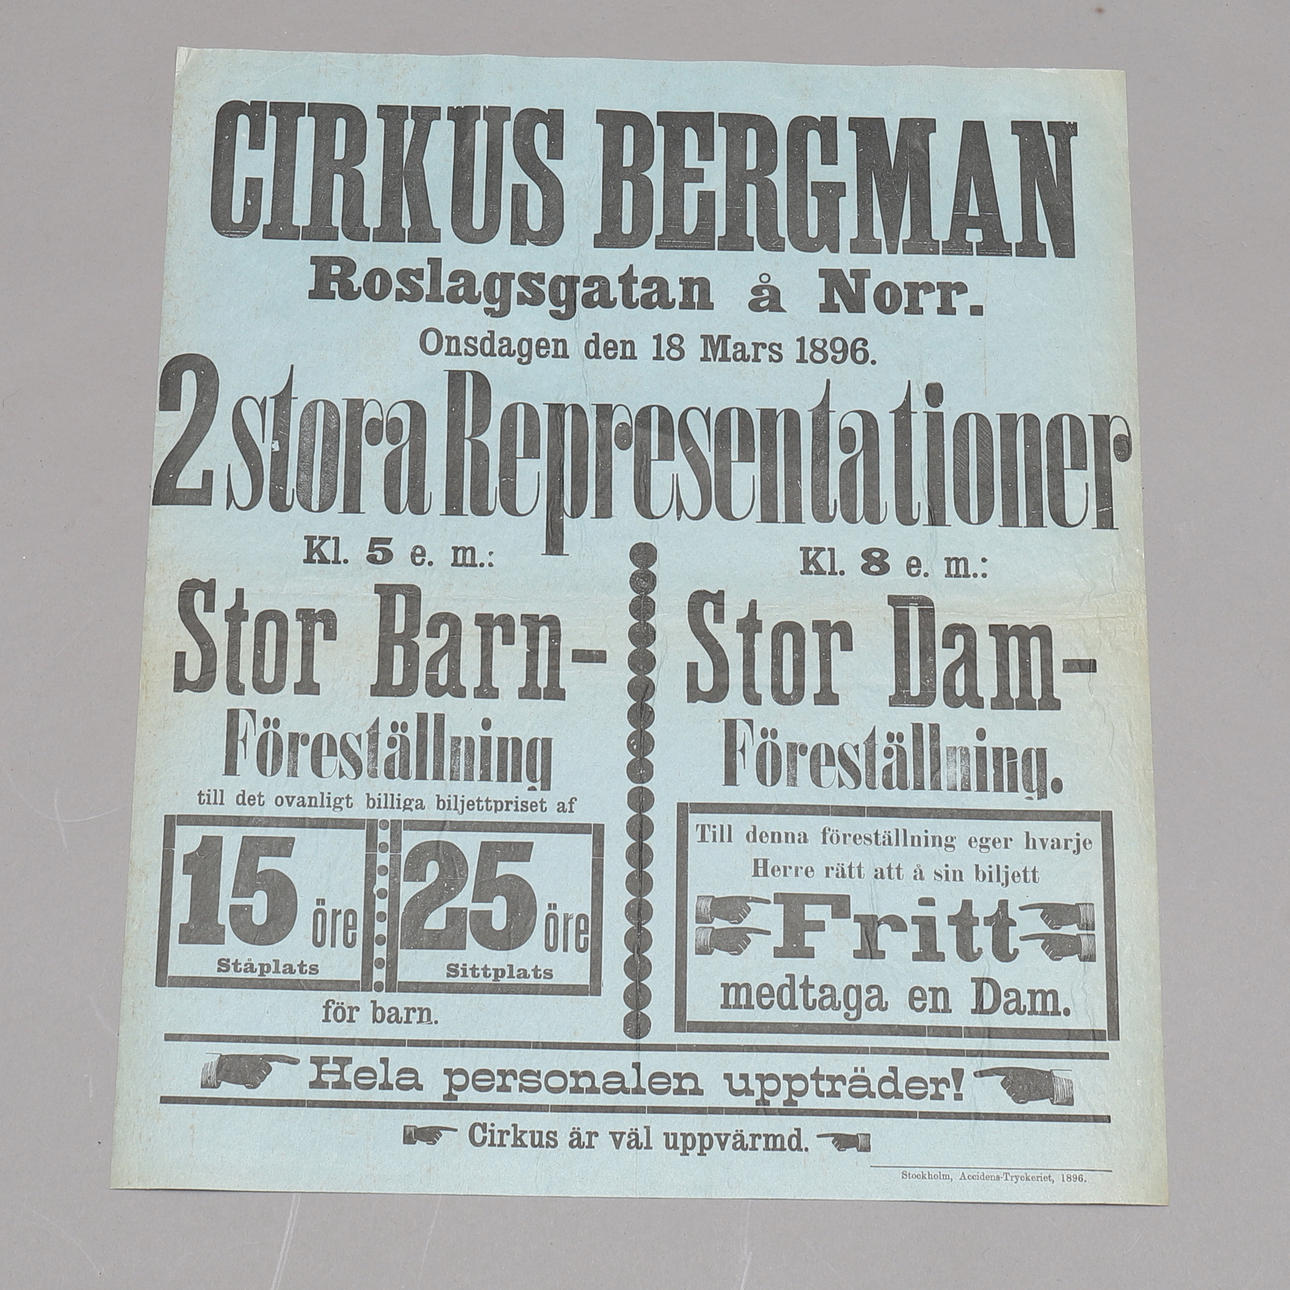 CIRKUS BERGMAN
Roslagsgatan å Norr.
Onsdagen den 18 Mars 1896.
2 stora Representationer
Kl. 5 e. m.:
Stor Barn-
Föreställning
till det ovanligt billiga biljettpriset af
15 öre
Ståplats
25 öre
Sittplats
för barn.
Kl. 8 e. m.:
Stor Dam-
Föreställning.
Till denna föreställning eger hvarje
Herre rätt att å sin biljett
Fritt
medtaga en Dam.
Hela personalen uppträder!
Cirkus är väl uppvärmd.
Stockholm, Accidens-Tryckeriet, 1896.